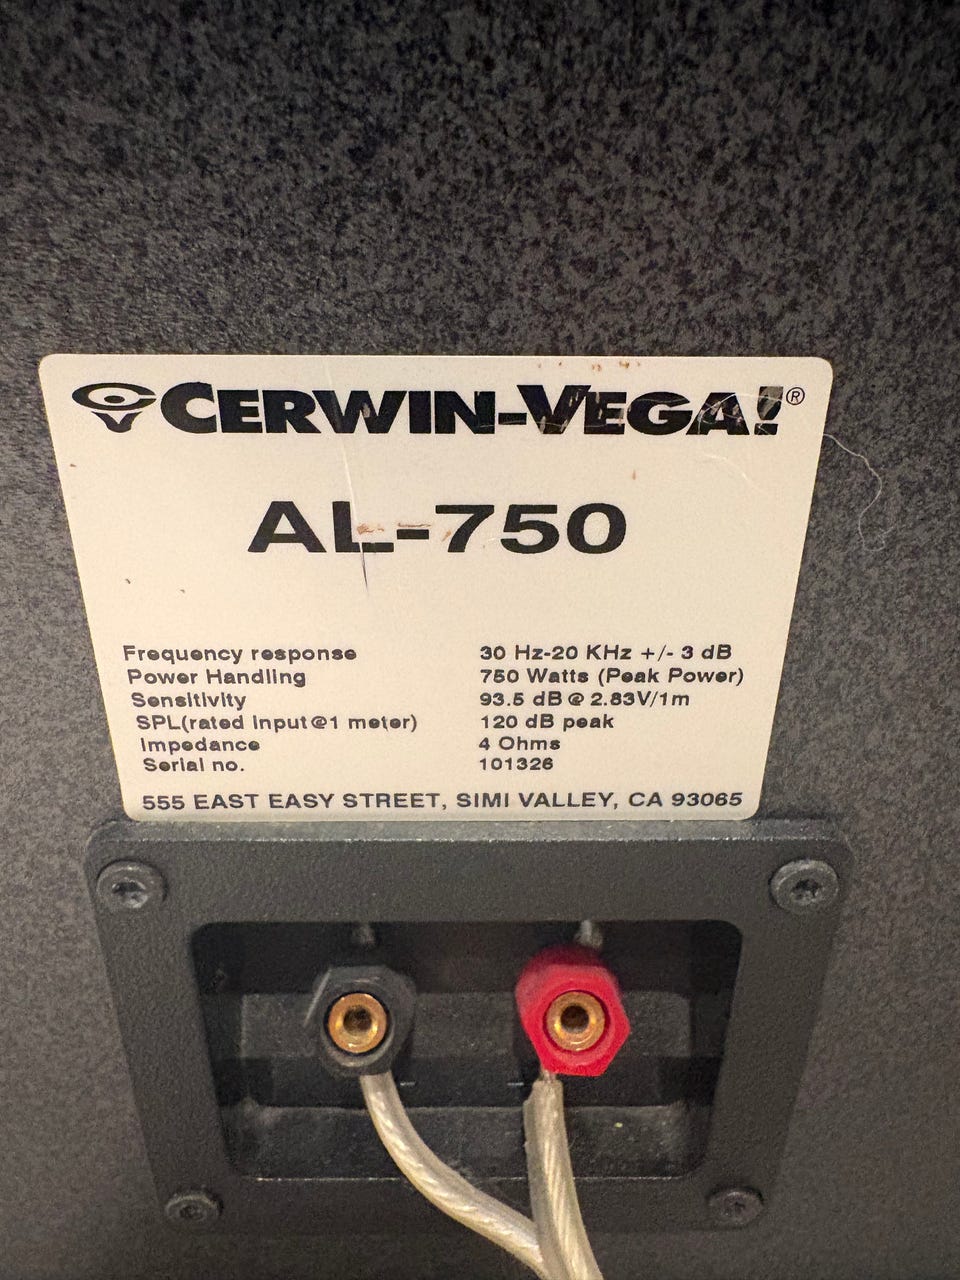 CERWIN-VEGA!®
AL-750
Frequency response 30 Hz-20 KHz +/- 3 dB
Power Handling 750 Watts (Peak Power)
Sensitivity 93.5 dB @ 2.83V/1m
SPL(rated Input@1 meter) 120 dB peak
Impedance 4 Ohms
Serial no. 101326
555 EAST EASY STREET, SIMI VALLEY, CA 93065